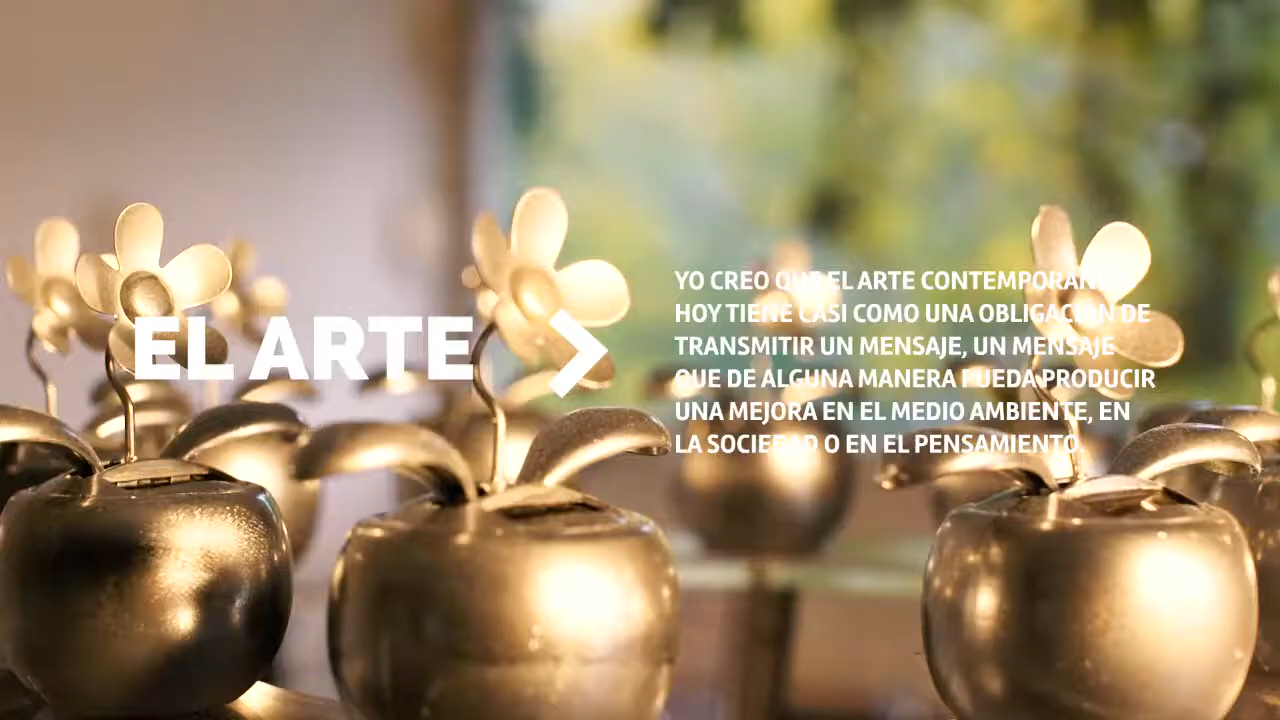 EL ARTE
YO CREO QUE EL ARTE CONTEMPORÁNEO
HOY TIENE CASI COMO UNA OBLIGACIÓN DE
TRANSMITIR UN MENSAJE, UN MENSAJE
QUE DE ALGUNA MANERA PUEDA PRODUCIR
UNA MEJORA EN EL MEDIO AMBIENTE, EN
LA SOCIEDAD O EN EL PENSAMIENTO.